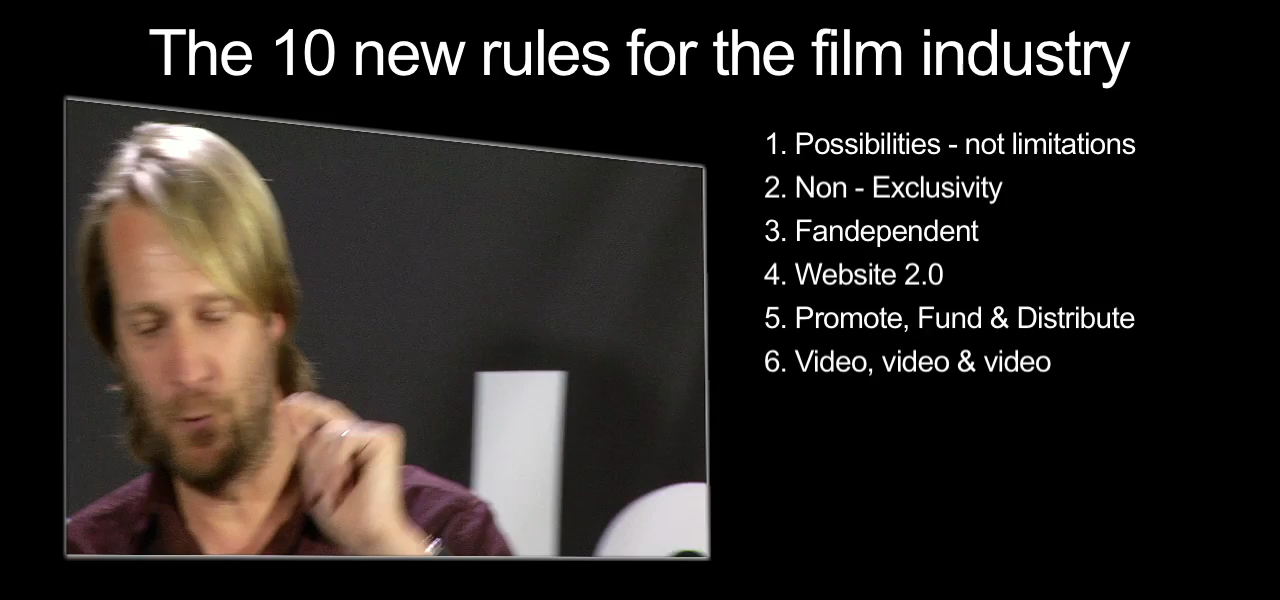 The 10 new rules for the film industry
1. Possibilities - not limitations
2. Non - Exclusivity
3. Fandependent
4. Website 2.0
5. Promote, Fund & Distribute
6. Video, video & video